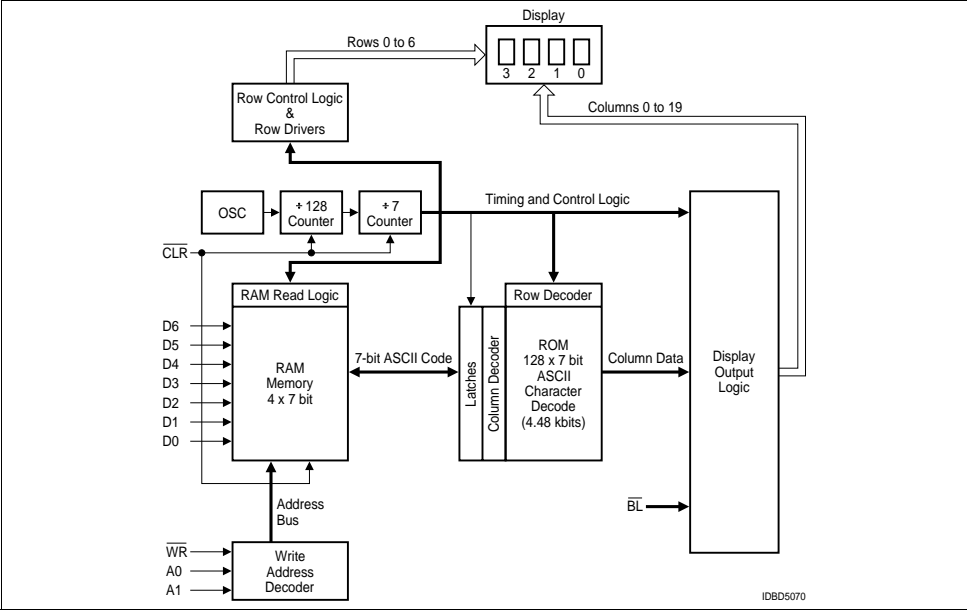 Display
Rows 0 to 6
3 2 1 0
Row Control Logic
&
Row Drivers
Columns 0 to 19
OSC
÷ 128
Counter
÷ 7
Counter
Timing and Control Logic
CLR
RAM Read Logic
Row Decoder
D6
D5
D4
D3
D2
D1
D0
RAM
Memory
4 x 7 bit
7-bit ASCII Code
Latches
Column Decoder
ROM
128 x 7 bit
ASCII
Character
Decode
(4.48 kbits)
Column Data
Display
Output
Logic
Address
Bus
BL
WR
A0
A1
Write
Address
Decoder
IDBD5070